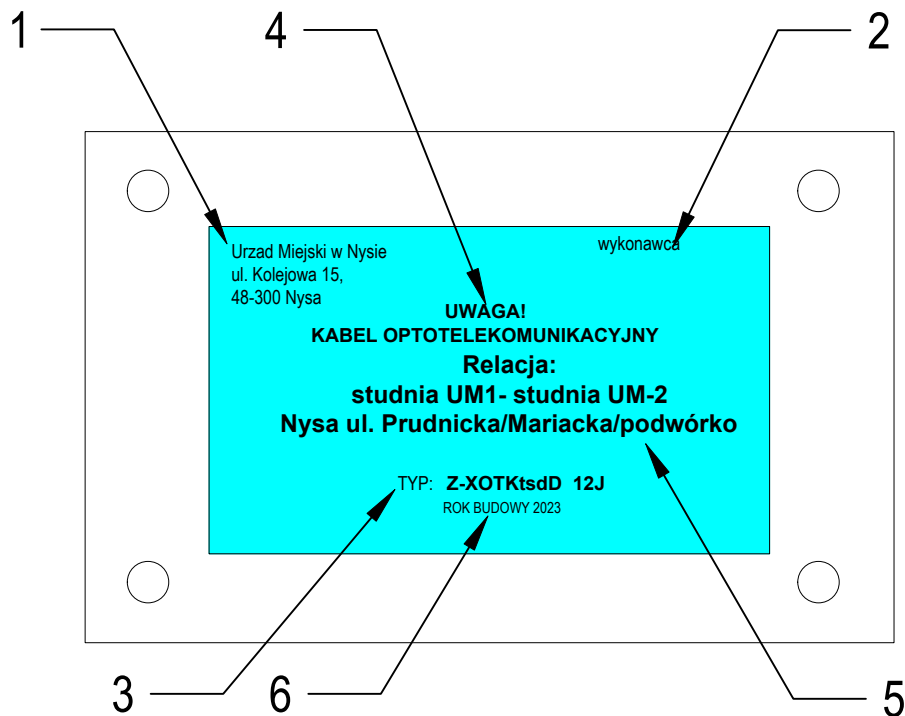 1
4
2
Urzad Miejski w Nysie
ul. Kolejowa 15,
48-300 Nysa
wykonawca
UWAGA!
KABEL OPTOTELEKOMUNIKACYJNY
Relacja:
studnia UM1- studnia UM-2
Nysa ul. Prudnicka/Mariacka/podwórko
TYP: Z-XOTKtsdD 12J
ROK BUDOWY 2023
3
6
5